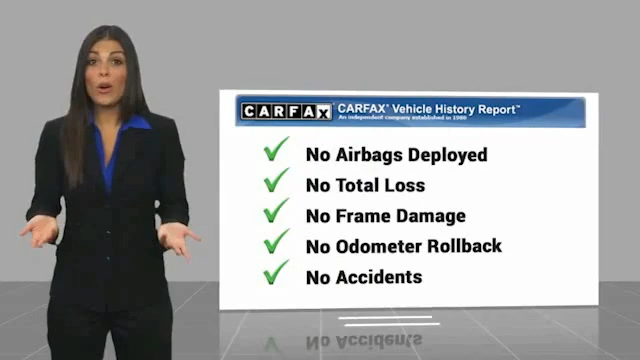 CARFAX CARFAX® Vehicle History Report™
An independent company established in 1986
No Airbags Deployed
No Total Loss
No Frame Damage
No Odometer Rollback
No Accidents